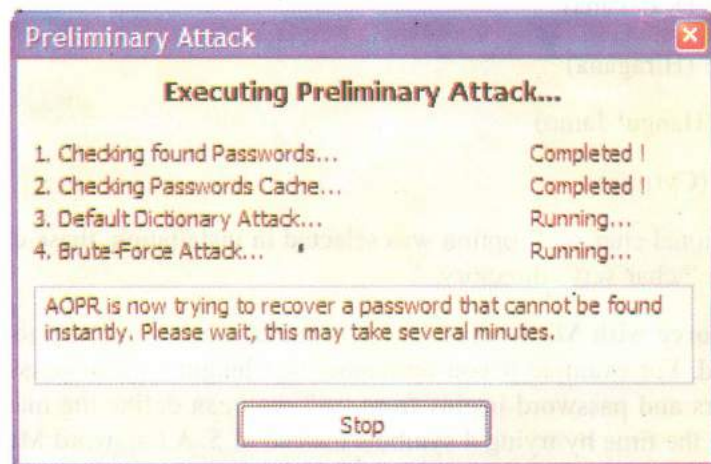 Preliminary Attack
Executing Preliminary Attack...
1. Checking found Passwords... Completed !
2. Checking Passwords Cache... Completed !
3. Default Dictionary Attack... Running...
4. Brute-Force Attack... Running...
AOPR is now trying to recover a password that cannot be found
instantly. Please wait, this may take several minutes.
Stop